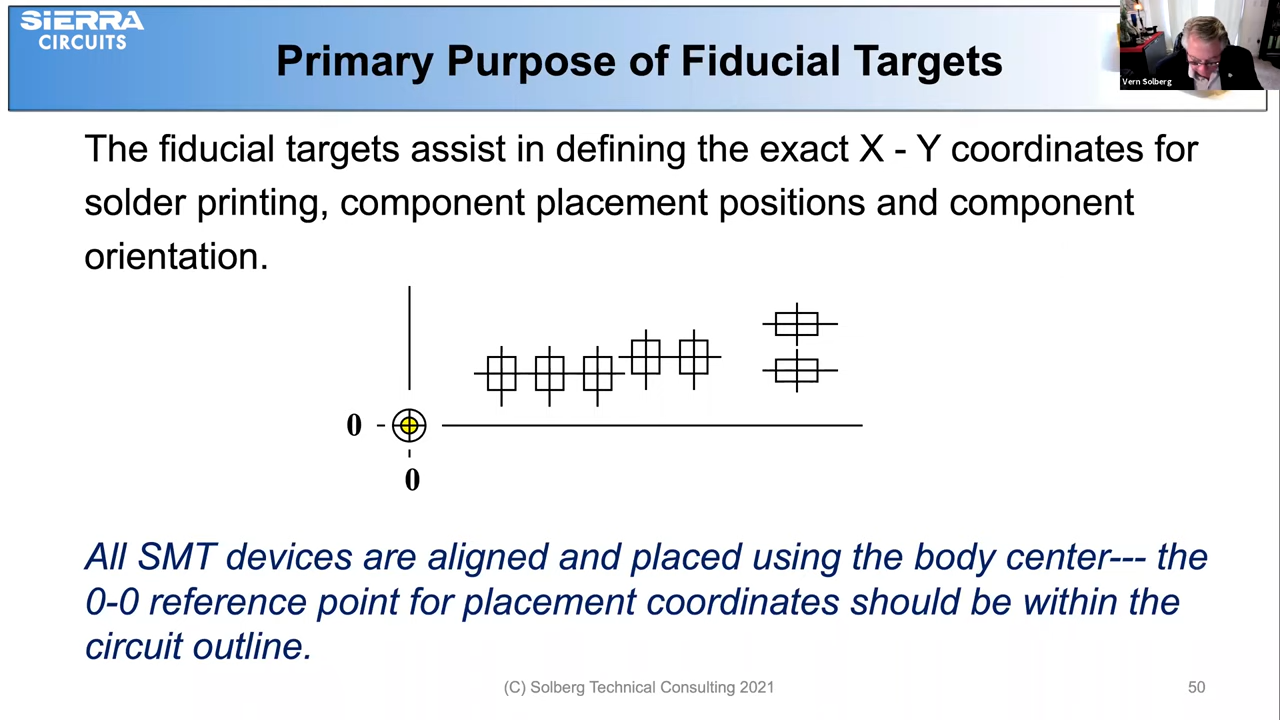 SIERRA
CIRCUITS
Primary Purpose of Fiducial Targets
Vern Solberg
The fiducial targets assist in defining the exact X - Y coordinates for
solder printing, component placement positions and component
orientation.
0
0
All SMT devices are aligned and placed using the body center--- the
0-0 reference point for placement coordinates should be within the
circuit outline.
(C) Solberg Technical Consulting 2021
50